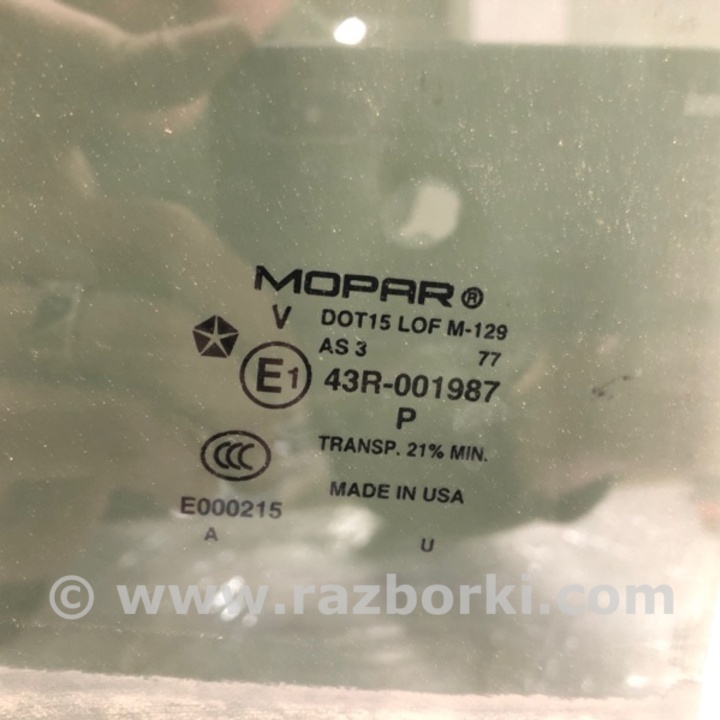 MOPAR®
V DOT15 LOF M-129
AS 3 77
E1 43R-001987
P
CCC
TRANSP. 21% MIN.
MADE IN USA
E000215
A
U
© www.razborki.com